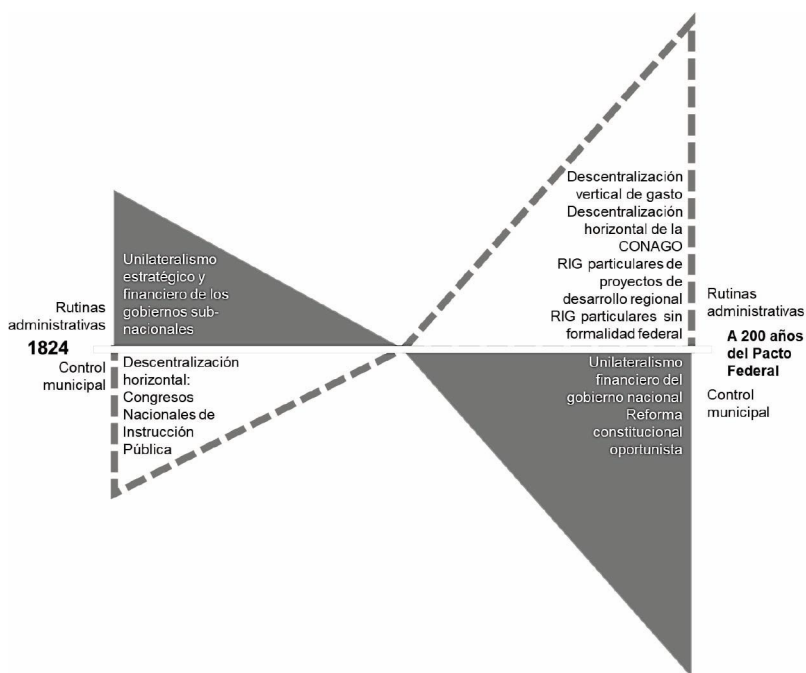 Unilateralismo
estratégico y
financiero de los
gobiernos sub-
nacionales
Rutinas
administrativas
1824
Control
municipal
Descentralización
horizontal:
Congresos
Nacionales de
Instrucción
Pública
Descentralización
vertical de gasto
Descentralización
horizontal de la
CONAGO
RIG particulares de
proyectos de
desarrollo regional
RIG particulares sin
formalidad federal
Rutinas
administrativas
A 200 años
del Pacto
Federal
Control
municipal
Unilateralismo
financiero del
gobierno nacional
Reforma
constitucional
oportunista